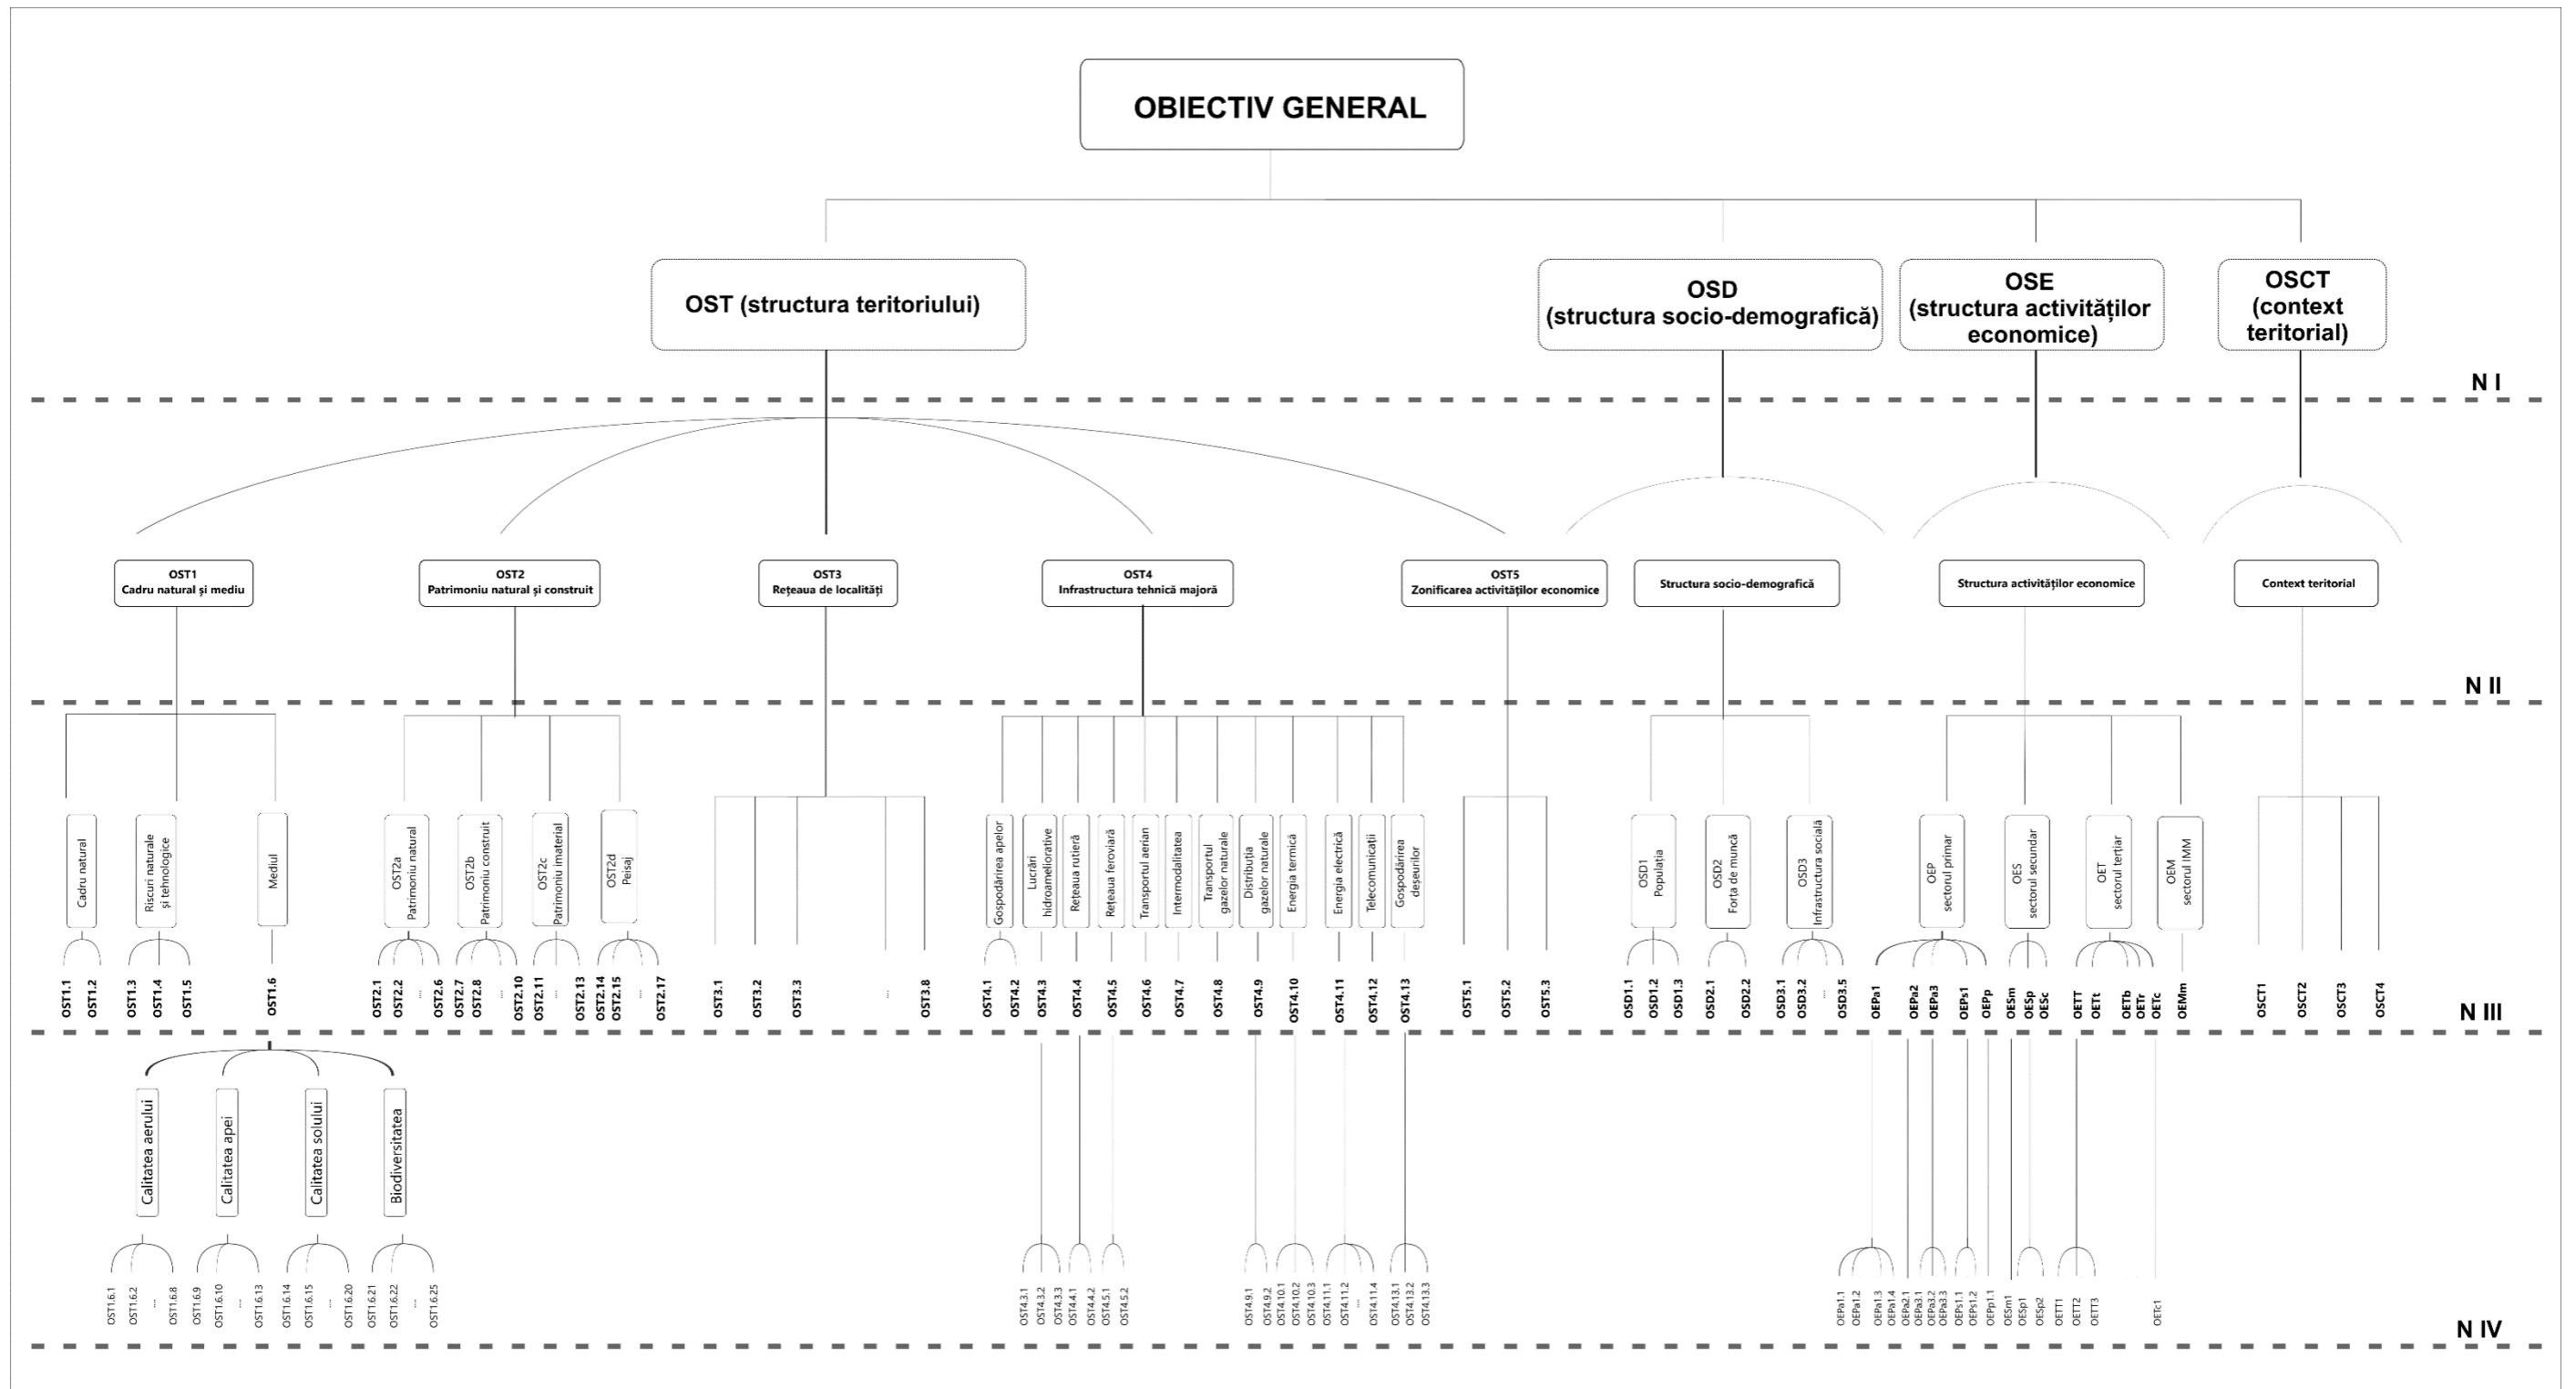 OBIECTIV GENERAL
OST (structura teritoriului)
OSD
(structura socio-demografică)
OSE
(structura activităților
economice)
OSCT
(context
teritorial)
N I
OST1
Cadru natural și mediu
OST2
Patrimoniu natural și construit
OST3
Rețeaua de localități
OST4
Infrastructura tehnică majoră
OST5
Zonificarea activităților economice
Structura socio-demografică
Structura activităților economice
Context teritorial
N II
Cadru natural
Riscuri naturale
și tehnologice
Mediul
OST2a
Patrimoniu natural
OST2b
Patrimoniu construit
OST2c
Patrimoniu imaterial
OST2d
Peisaj
Gospodărirea apelor
Lucrări
hidroameliorative
Rețeaua rutieră
Rețeaua feroviară
Transportul aerian
Intermodalitatea
Transportul
gazelor naturale
Distribuția
gazelor naturale
Energia termică
Energia electrică
Telecomunicații
Gospodărirea
deșeurilor
OSD1
Populația
OSD2
Forța de muncă
OSD3
Infrastructura socială
OEP
sectorul primar
OES
sectorul secundar
OET
sectorul terțiar
OEM
sectorul IMM
OST1.1
OST1.2
OST1.3
OST1.4
OST1.5
OST1.6
OST2.1
OST2.2
...
OST2.6
OST2.7
OST2.8
...
OST2.10
OST2.11
...
OST2.13
OST2.14
OST2.15
...
OST2.17
OST3.1
OST3.2
OST3.3
...
OST3.8
OST4.1
OST4.2
OST4.3
OST4.4
OST4.5
OST4.6
OST4.7
OST4.8
OST4.9
OST4.10
OST4.11
OST4.12
OST4.13
OST5.1
OST5.2
OST5.3
OSD1.1
OSD1.2
OSD1.3
OSD2.1
OSD2.2
OSD3.1
OSD3.2
...
OSD3.5
OEPa1
OEPa2
OEPa3
OEPs1
OEPp
OESm
OESp
OESc
OETT
OETt
OETb
OETr
OETc
OEMm
OSCT1
OSCT2
OSCT3
OSCT4
N III
Calitatea aerului
Calitatea apei
Calitatea solului
Biodiversitatea
OST1.6.1
OST1.6.2
...
OST1.6.8
OST1.6.9
OST1.6.10
...
OST1.6.13
OST1.6.14
OST1.6.15
...
OST1.6.20
OST1.6.21
OST1.6.22
...
OST1.6.25
OST4.3.1
OST4.3.2
OST4.3.3
OST4.4.1
OST4.4.2
OST4.5.1
OST4.5.2
OST4.9.1
OST4.9.2
OST4.10.1
OST4.10.2
OST4.10.3
OST4.11.1
OST4.11.2
...
OST4.11.4
OST4.13.1
OST4.13.2
OST4.13.3
OEPa1.1
OEPa1.2
OEPa1.3
OEPa1.4
OEPa2.1
OEPa3.1
OEPa3.2
OEPa3.3
OEPs1.1
OEPs1.2
OEPp1.1
OESm1
OESp1
OESp2
OETT1
OETT2
OETT3
OETc1
N IV